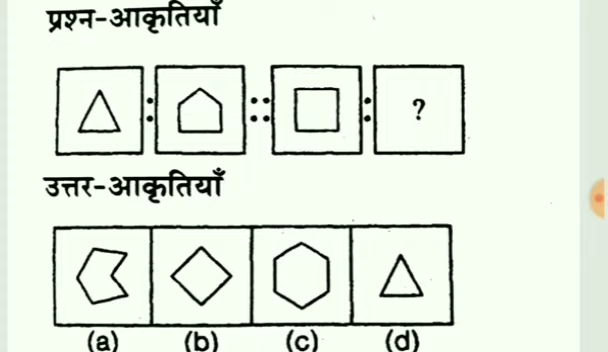 प्रश्न-आकृतियाँ
: :: : ?
उत्तर-आकृतियाँ
(a) (b) (c) (d)